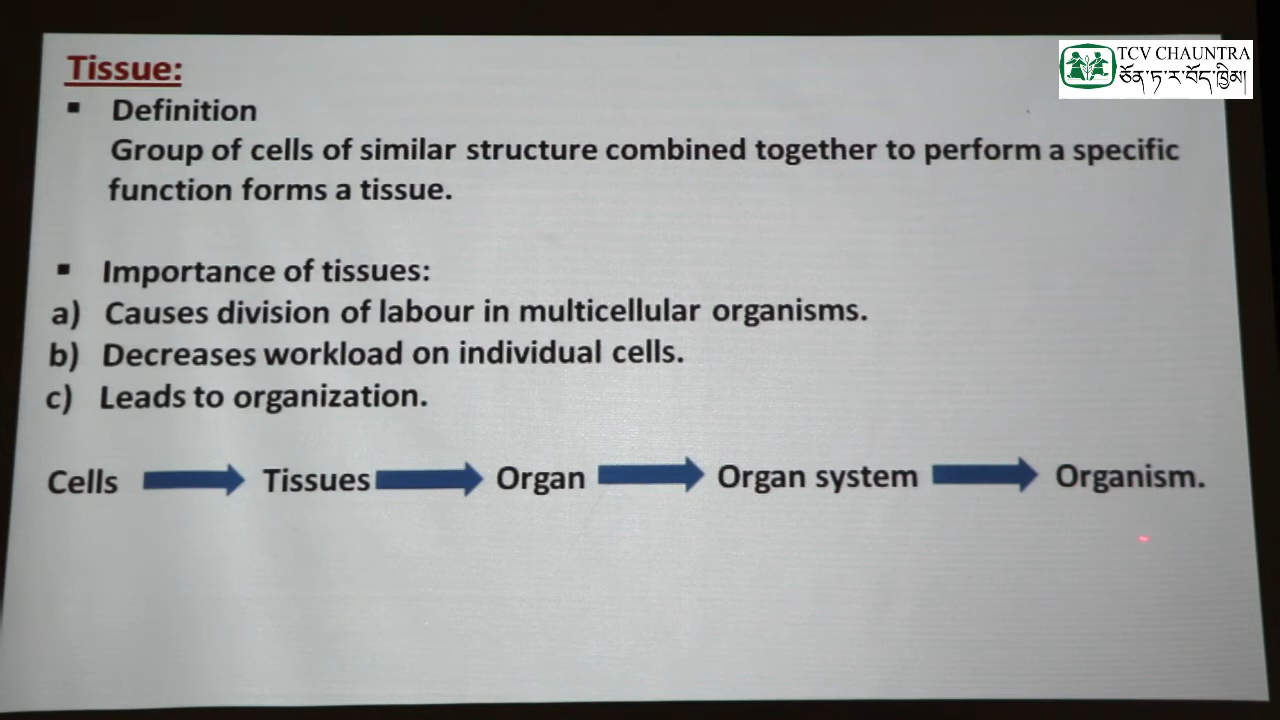 TCV CHAUNTRA
ཅོན་ཏ་ར་བོད་ཁྱིམ།
Tissue:
▪ Definition
Group of cells of similar structure combined together to perform a specific
function forms a tissue.
▪ Importance of tissues:
a) Causes division of labour in multicellular organisms.
b) Decreases workload on individual cells.
c) Leads to organization.
Cells Tissues Organ Organ system Organism.